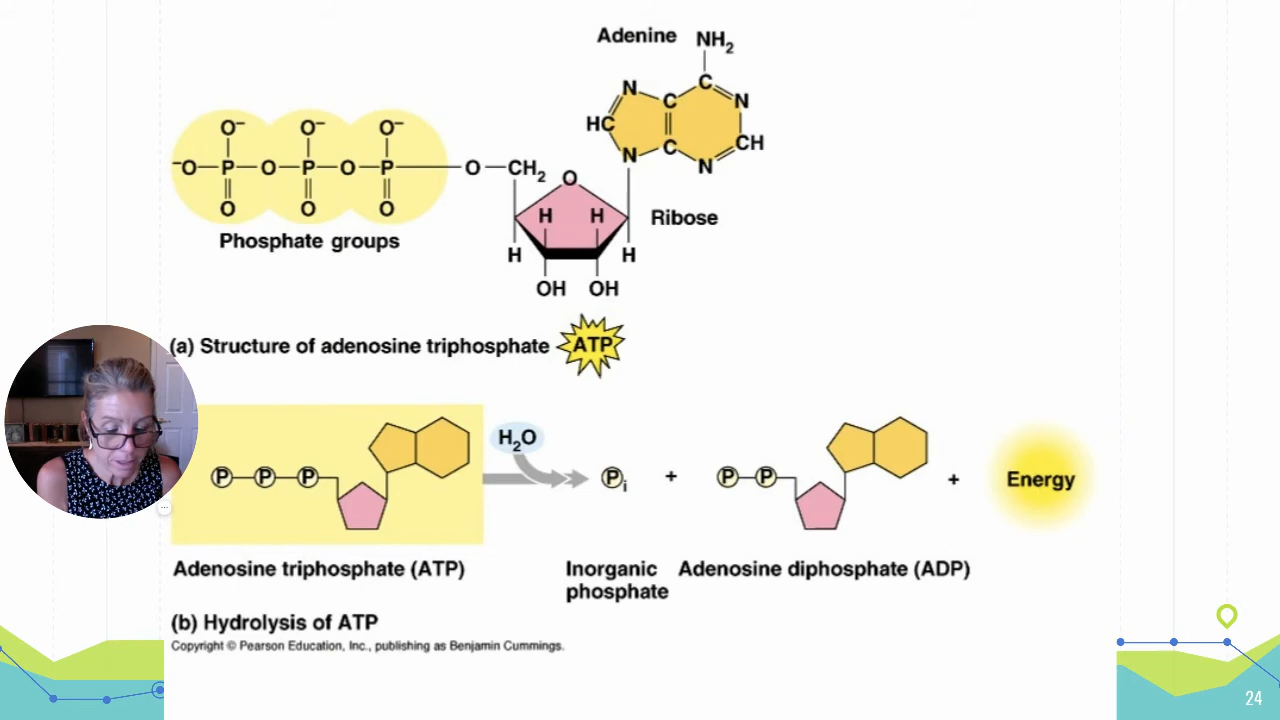 Adenine NH2
N C N
HC C CH
N C N
O− O− O−
−O—P—O—P—O—P—O—CH2
O O O
O
H H
H H
OH OH
Phosphate groups
Ribose
(a) Structure of adenosine triphosphate ATP
H2O
P—P—P Pi + P—P + Energy
Adenosine triphosphate (ATP)
Inorganic
phosphate
Adenosine diphosphate (ADP)
(b) Hydrolysis of ATP
Copyright © Pearson Education, Inc., publishing as Benjamin Cummings.
24